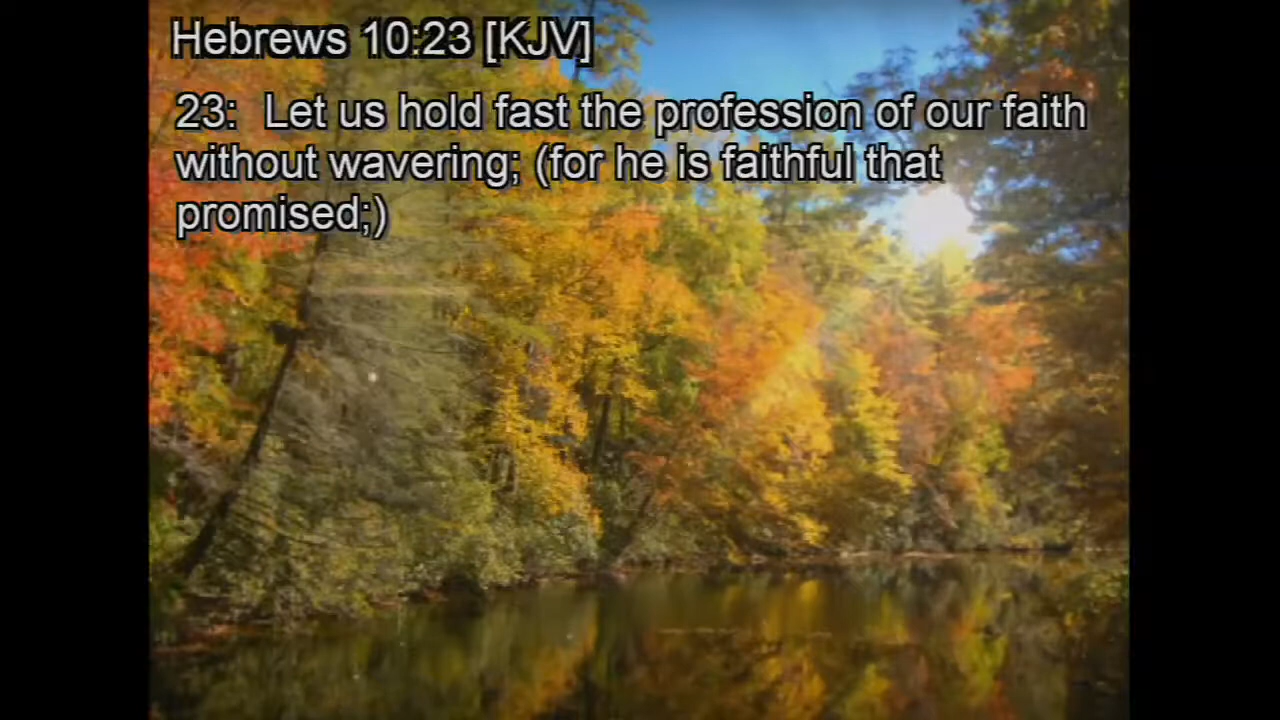 Hebrews 10:23 [KJV]
23:  Let us hold fast the profession of our faith
without wavering; (for he is faithful that
promised;)